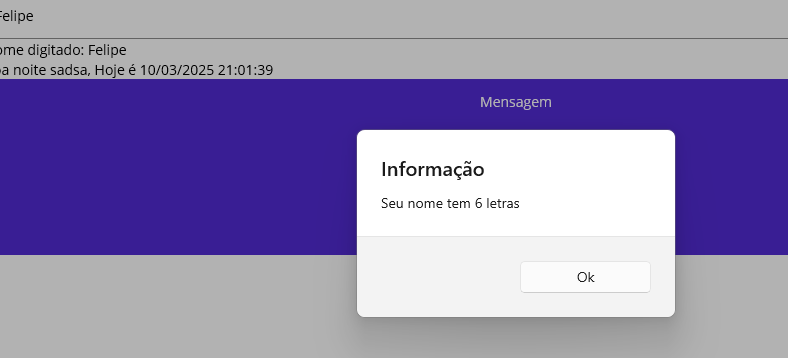 Felipe
ome digitado: Felipe
oa noite sadsa, Hoje é 10/03/2025 21:01:39
Mensagem
Informação
Seu nome tem 6 letras
Ok